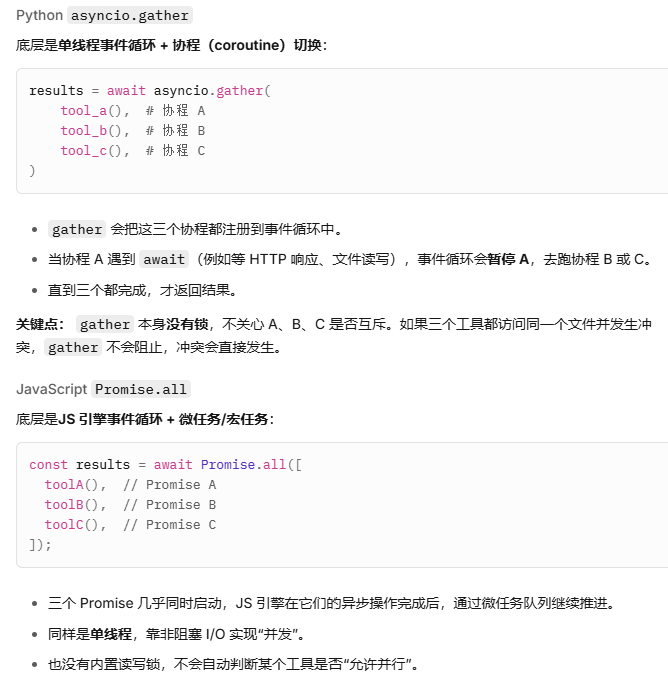 Python asyncio.gather
底层是单线程事件循环 + 协程（coroutine）切换：
results = await asyncio.gather(
    tool_a(),  # 协程 A
    tool_b(),  # 协程 B
    tool_c(),  # 协程 C
)
• gather 会把这三个协程都注册到事件循环中。
• 当协程 A 遇到 await（例如等 HTTP 响应、文件读写），事件循环会暂停 A，去跑协程 B 或 C。
• 直到三个都完成，才返回结果。
关键点： gather 本身没有锁，不关心 A、B、C 是否互斥。如果三个工具都访问同一个文件并发生冲
突，gather 不会阻止，冲突会直接发生。
JavaScript Promise.all
底层是JS 引擎事件循环 + 微任务/宏任务：
const results = await Promise.all([
  toolA(),  // Promise A
  toolB(),  // Promise B
  toolC(),  // Promise C
]);
• 三个 Promise 几乎同时启动，JS 引擎在它们的异步操作完成后，通过微任务队列继续推进。
• 同样是单线程，靠非阻塞 I/O 实现“并发”。
• 也没有内置读写锁，不会自动判断某个工具是否“允许并行”。